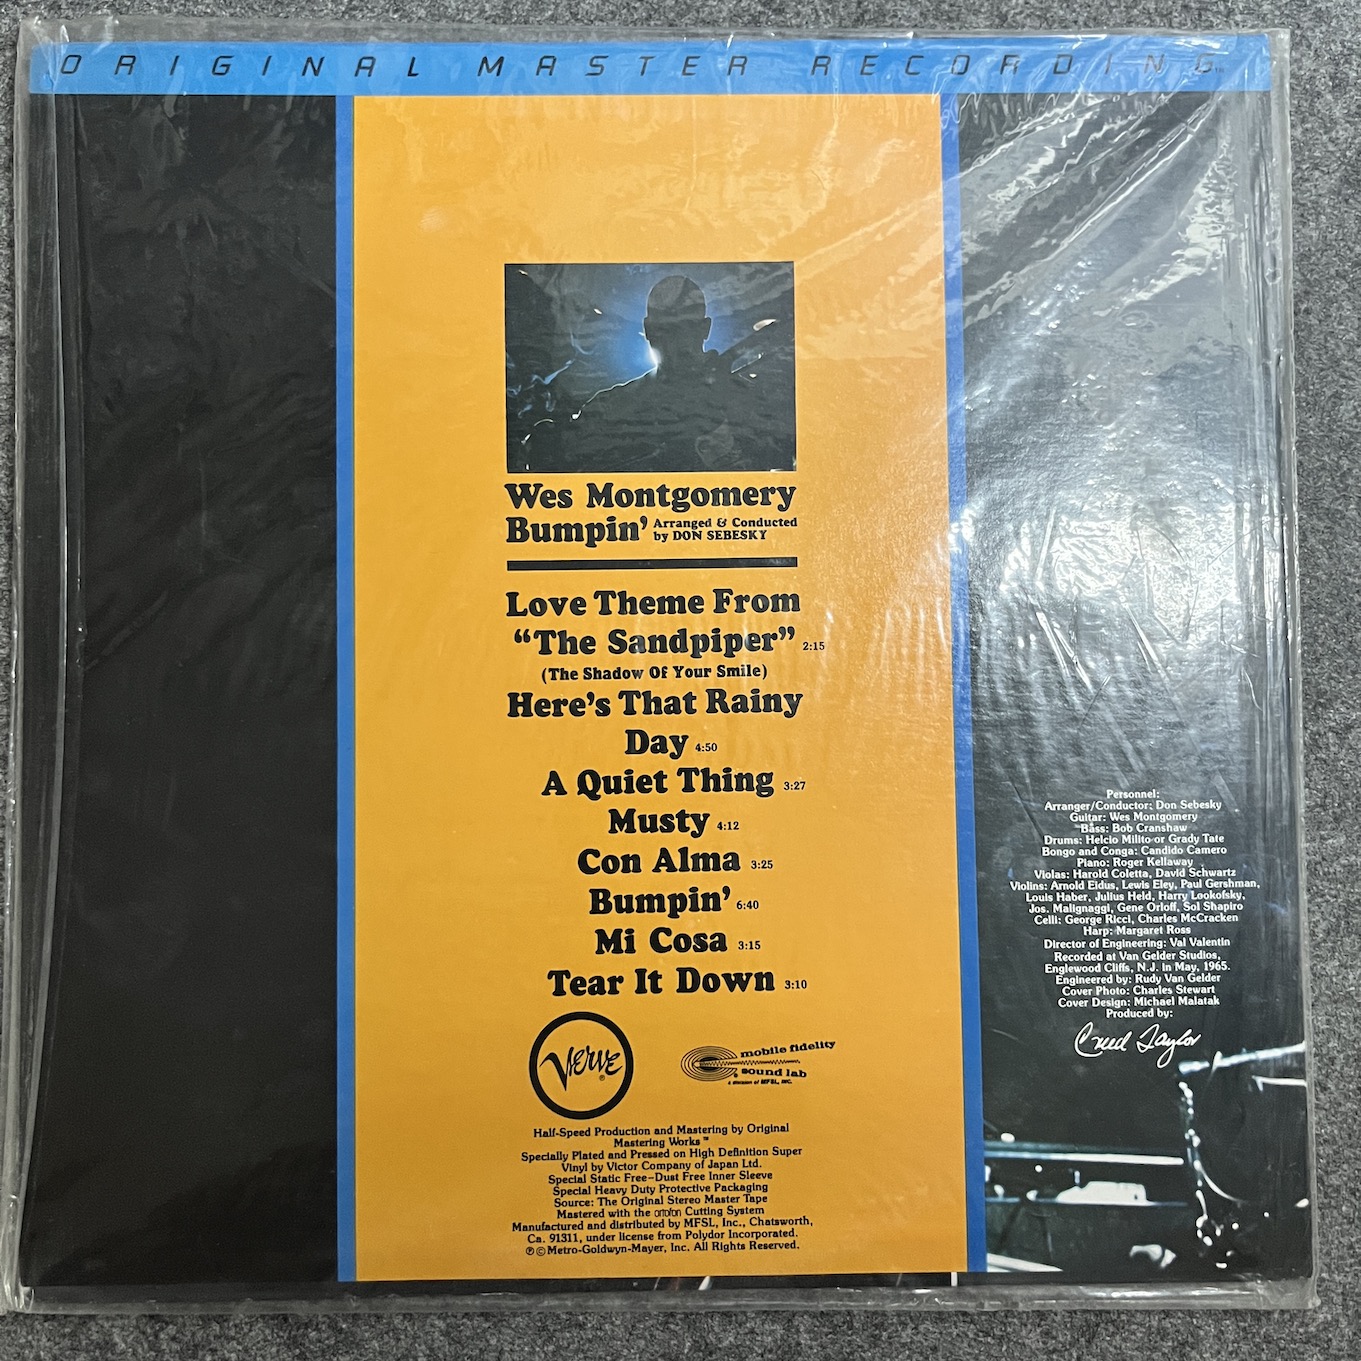 ORIGINAL MASTER RECORDING™
Wes Montgomery
Bumpin' Arranged & Conducted
by DON SEBESKY
Love Theme From
"The Sandpiper" 2:15
(The Shadow Of Your Smile)
Here's That Rainy
Day 4:50
A Quiet Thing 3:27
Musty 4:12
Con Alma 3:25
Bumpin' 6:40
Mi Cosa 3:15
Tear It Down 3:10
VERVE®
mobile fidelity
sound lab
a division of MFSL, INC.
Half-Speed Production and Mastering by Original
Mastering Works™
Specially Plated and Pressed on High Definition Super
Vinyl by Victor Company of Japan Ltd.
Special Static Free-Dust Free Inner Sleeve
Special Heavy Duty Protective Packaging
Source: The Original Stereo Master Tape
Mastered with the ortofon Cutting System
Manufactured and distributed by MFSL, Inc., Chatsworth,
Ca. 91311, under license from Polydor Incorporated.
℗©Metro-Goldwyn-Mayer, Inc. All Rights Reserved.
Personnel:
Arranger/Conductor: Don Sebesky
Guitar: Wes Montgomery
Bass: Bob Cranshaw
Drums: Helcio Milito or Grady Tate
Bongo and Conga: Candido Camero
Piano: Roger Kellaway
Violas: Harold Coletta, David Schwartz
Violins: Arnold Eidus, Lewis Eley, Paul Gershman,
Louis Haber, Julius Held, Harry Lookofsky,
Jos. Malignaggi, Gene Orloff, Sol Shapiro
Celli: George Ricci, Charles McCracken
Harp: Margaret Ross
Director of Engineering: Val Valentin
Recorded at Van Gelder Studios,
Englewood Cliffs, N.J. in May, 1965.
Engineered by: Rudy Van Gelder
Cover Photo: Charles Stewart
Cover Design: Michael Malatak
Produced by:
Creed Taylor